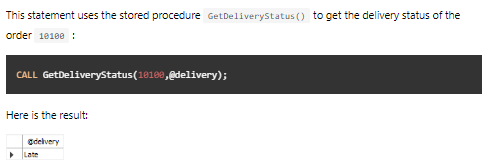 This statement uses the stored procedure GetDeliveryStatus() to get the delivery status of the
order 10100 :
CALL GetDeliveryStatus(10100,@delivery);
Here is the result:
@delivery
Late